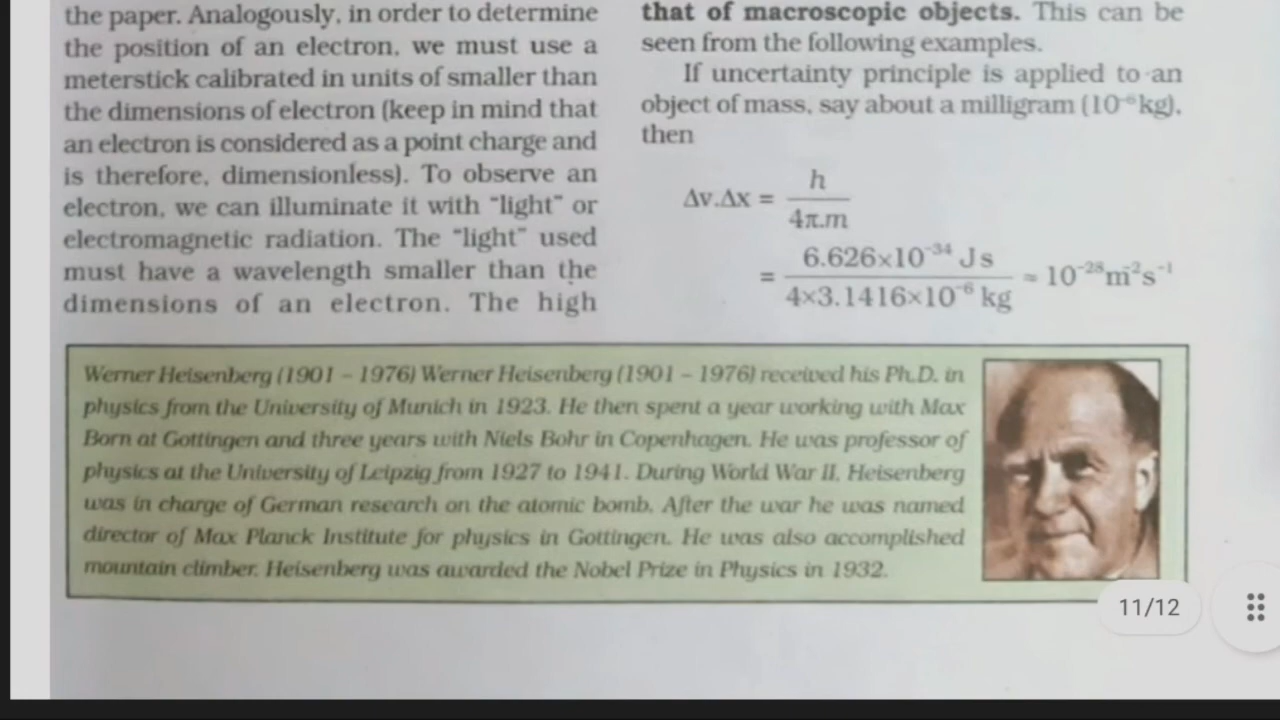 the paper. Analogously, in order to determine
the position of an electron, we must use a
meterstick calibrated in units of smaller than
the dimensions of electron (keep in mind that
an electron is considered as a point charge and
is therefore, dimensionless). To observe an
electron, we can illuminate it with "light" or
electromagnetic radiation. The "light" used
must have a wavelength smaller than the
dimensions of an electron. The high
that of macroscopic objects. This can be
seen from the following examples.
If uncertainty principle is applied to an
object of mass, say about a milligram (10⁻⁶ kg),
then
Δv.Δx = h / 4π.m
= 6.626×10⁻³⁴ J s / 4×3.1416×10⁻⁶ kg ≈ 10⁻²⁸ m² s⁻¹
Werner Heisenberg (1901 – 1976) Werner Heisenberg (1901 – 1976) received his Ph.D. in
physics from the University of Munich in 1923. He then spent a year working with Max
Born at Gottingen and three years with Niels Bohr in Copenhagen. He was professor of
physics at the University of Leipzig from 1927 to 1941. During World War II, Heisenberg
was in charge of German research on the atomic bomb. After the war he was named
director of Max Planck Institute for physics in Gottingen. He was also accomplished
mountain climber. Heisenberg was awarded the Nobel Prize in Physics in 1932.
11/12